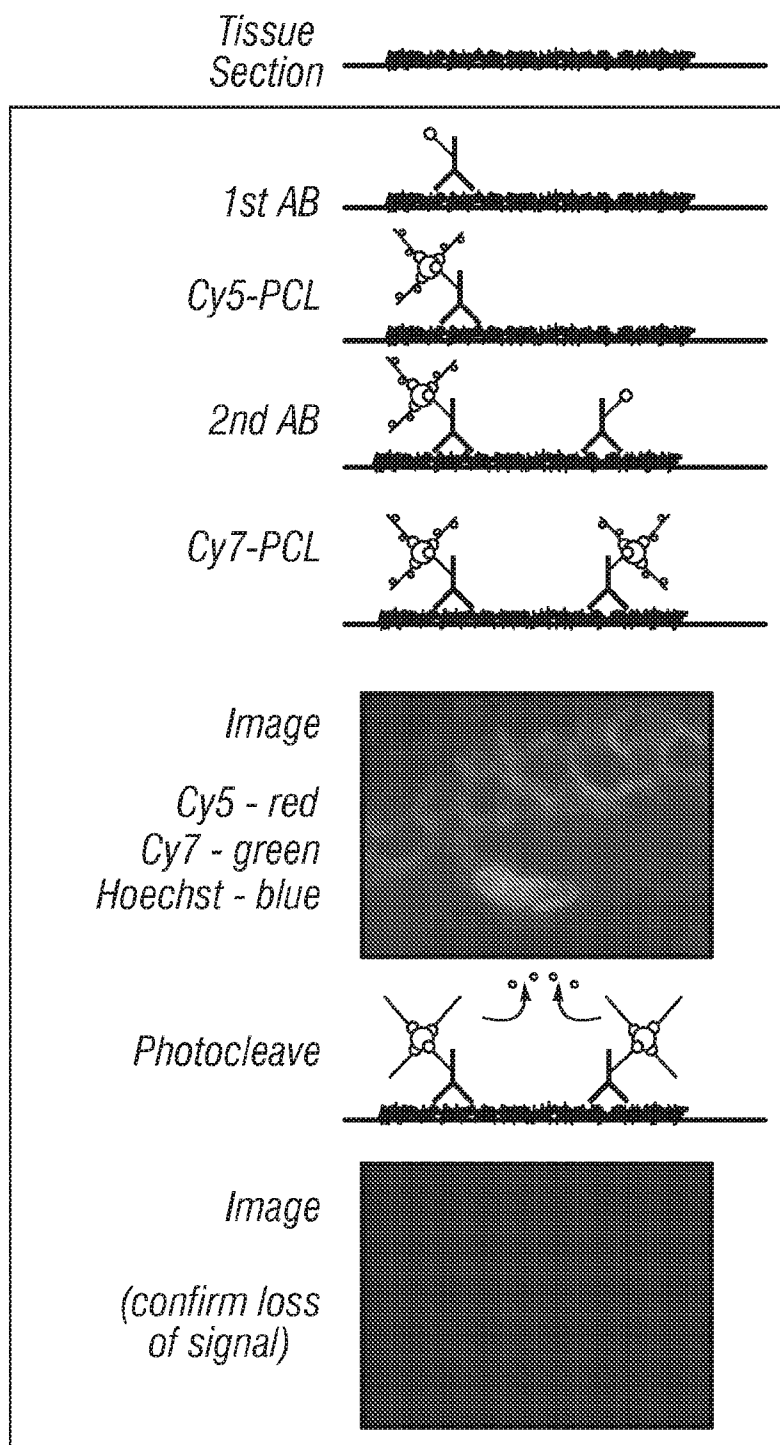 Tissue
Section
1st AB
Cy5-PCL
2nd AB
Cy7-PCL
Image
Cy5 - red
Cy7 - green
Hoechst - blue
Photocleave
Image
(confirm loss
of signal)